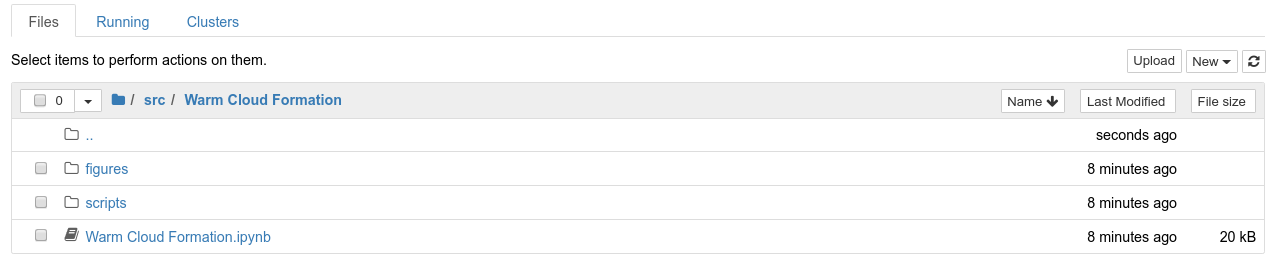 Files Running Clusters
Select items to perform actions on them. Upload New
0 / src / Warm Cloud Formation Name Last Modified File size
.. seconds ago
figures 8 minutes ago
scripts 8 minutes ago
Warm Cloud Formation.ipynb 8 minutes ago 20 kB